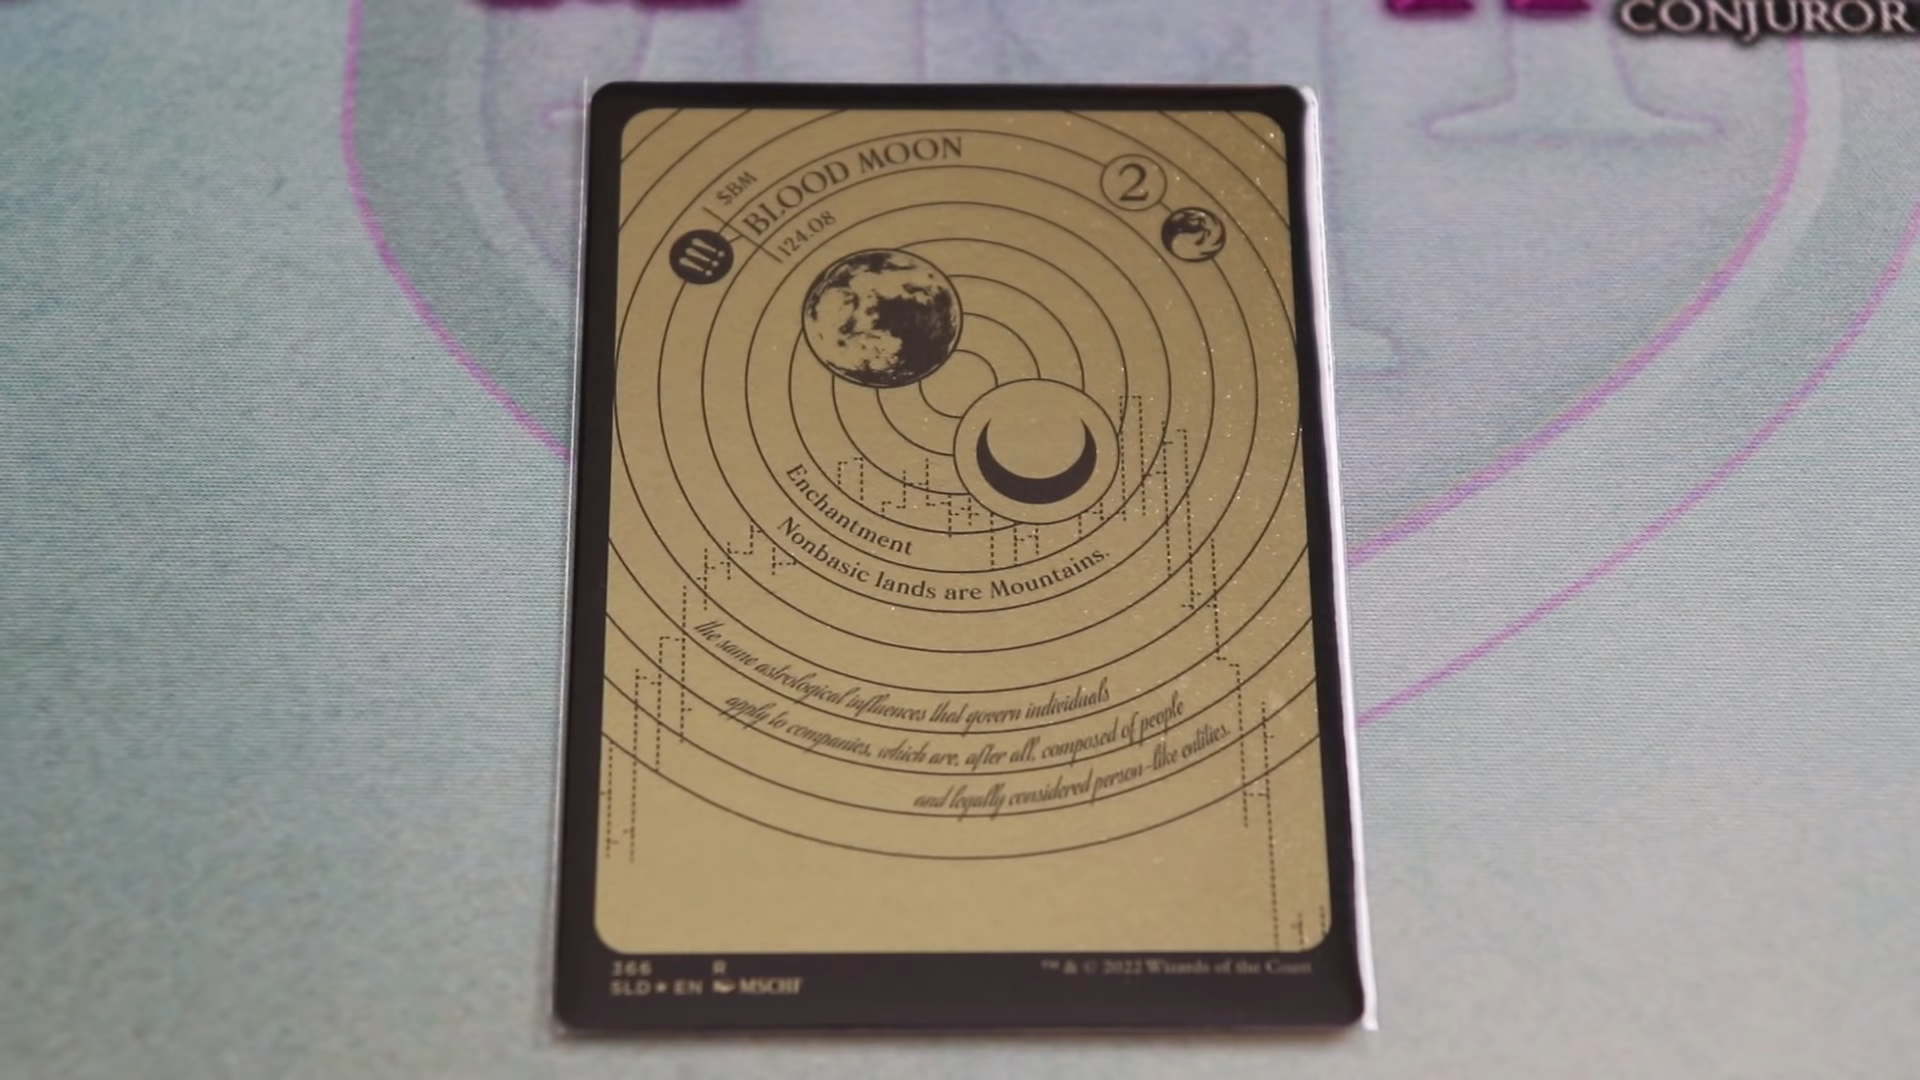 CONJUROR
$BM
BLOOD MOON
124.08
!!!
2
Enchantment
Nonbasic lands are Mountains.
the same astrological influences that govern individuals
apply to companies, which are, after all, composed of people
and legally considered person-like entities.
366 R
SLD★EN MSCHF
™ & © 2022 Wizards of the Coast